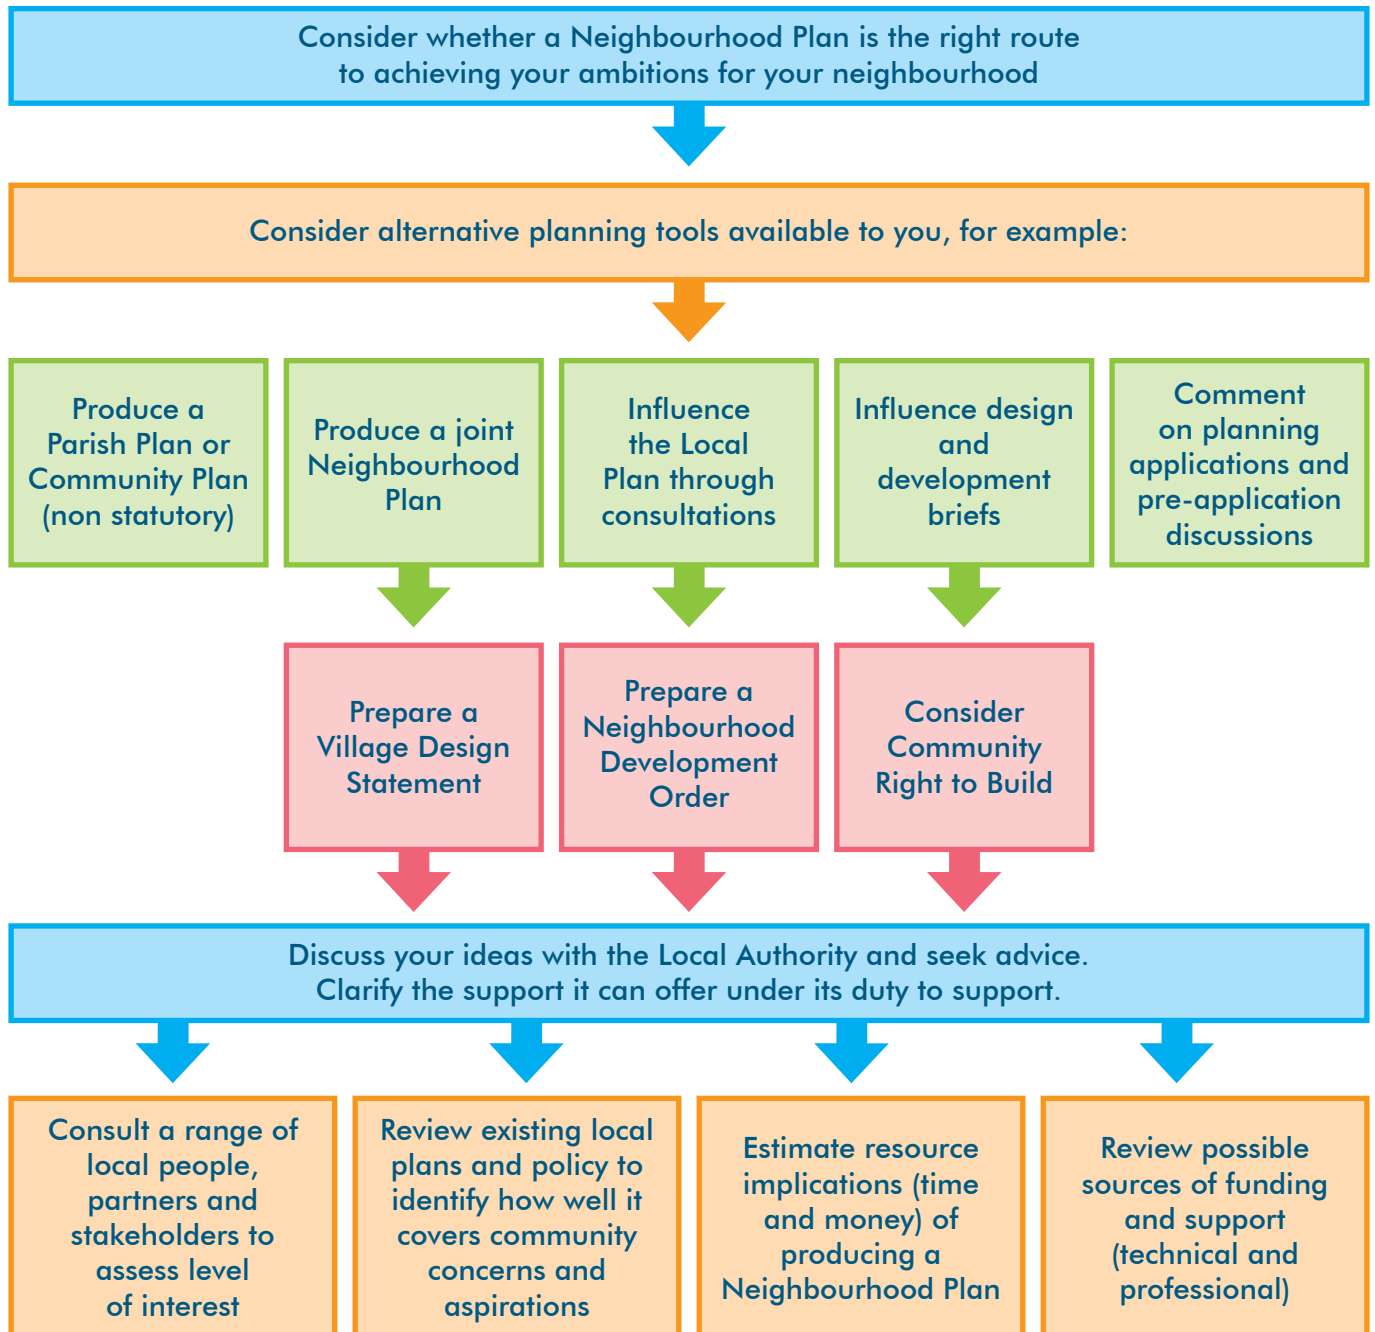 Consider whether a Neighbourhood Plan is the right route
to achieving your ambitions for your neighbourhood
Consider alternative planning tools available to you, for example:
Produce a
Parish Plan or
Community Plan
(non statutory)
Produce a joint
Neighbourhood
Plan
Influence
the Local
Plan through
consultations
Influence design
and
development
briefs
Comment
on planning
applications and
pre-application
discussions
Prepare a
Village Design
Statement
Prepare a
Neighbourhood
Development
Order
Consider
Community
Right to Build
Discuss your ideas with the Local Authority and seek advice.
Clarify the support it can offer under its duty to support.
Consult a range of
local people,
partners and
stakeholders to
assess level
of interest
Review existing local
plans and policy to
identify how well it
covers community
concerns and
aspirations
Estimate resource
implications (time
and money) of
producing a
Neighbourhood Plan
Review possible
sources of funding
and support
(technical and
professional)